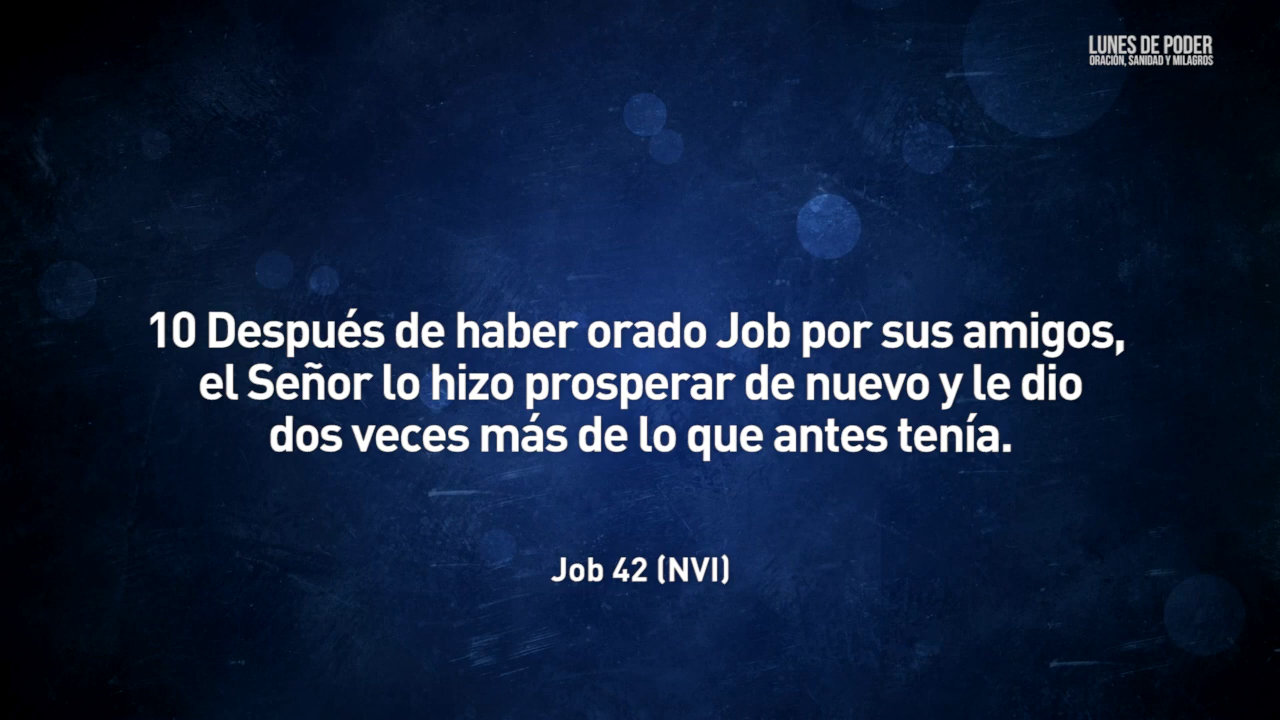 LUNES DE PODER
ORACIÓN, SANIDAD Y MILAGROS
10 Después de haber orado Job por sus amigos,
el Señor lo hizo prosperar de nuevo y le dio
dos veces más de lo que antes tenía.
Job 42 (NVI)